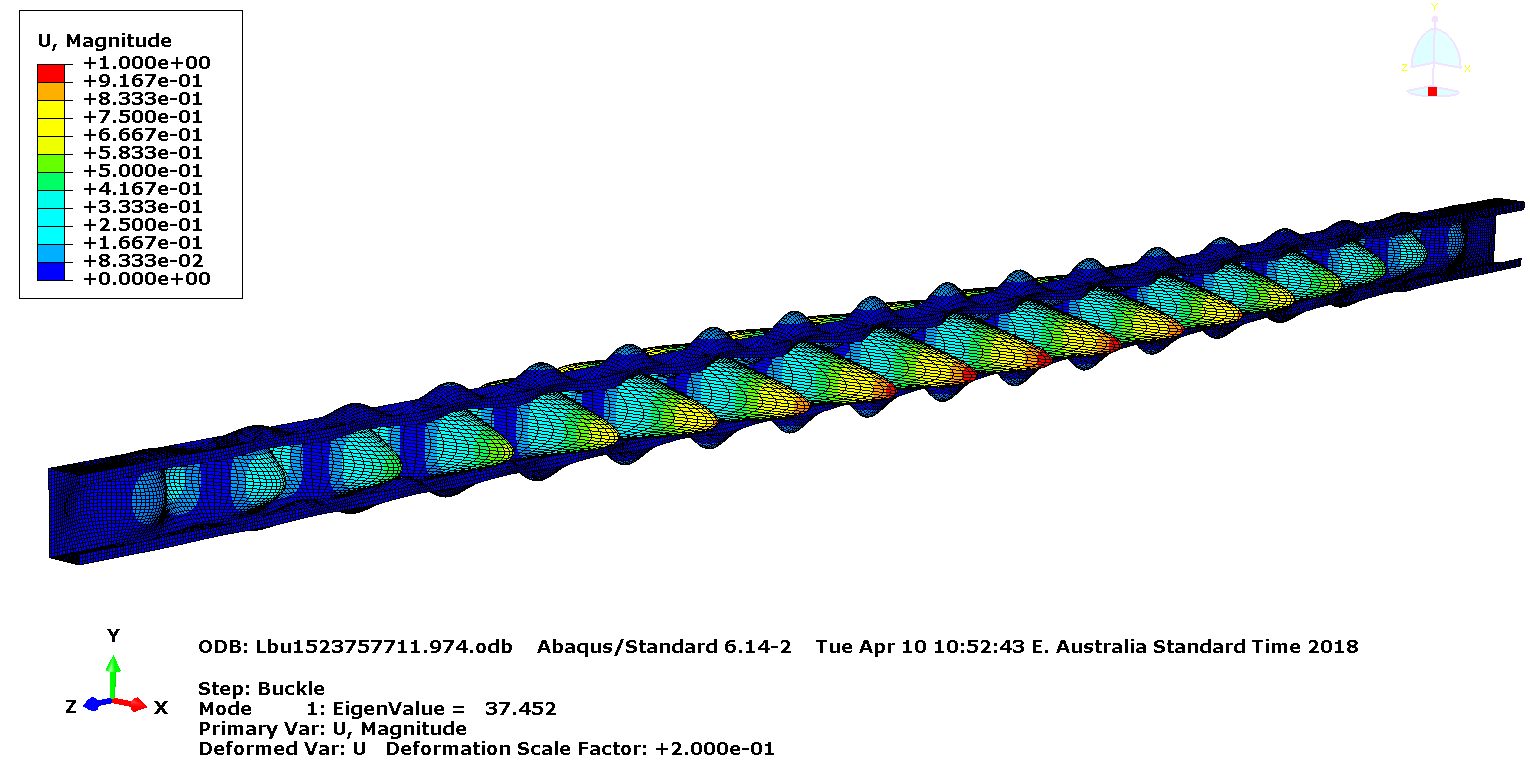 U, Magnitude
+1.000e+00
+9.167e-01
+8.333e-01
+7.500e-01
+6.667e-01
+5.833e-01
+5.000e-01
+4.167e-01
+3.333e-01
+2.500e-01
+1.667e-01
+8.333e-02
+0.000e+00
Y
Z X
Y
Z X
ODB: Lbu1523757711.974.odb Abaqus/Standard 6.14-2 Tue Apr 10 10:52:43 E. Australia Standard Time 2018
Step: Buckle
Mode 1: EigenValue = 37.452
Primary Var: U, Magnitude
Deformed Var: U Deformation Scale Factor: +2.000e-01